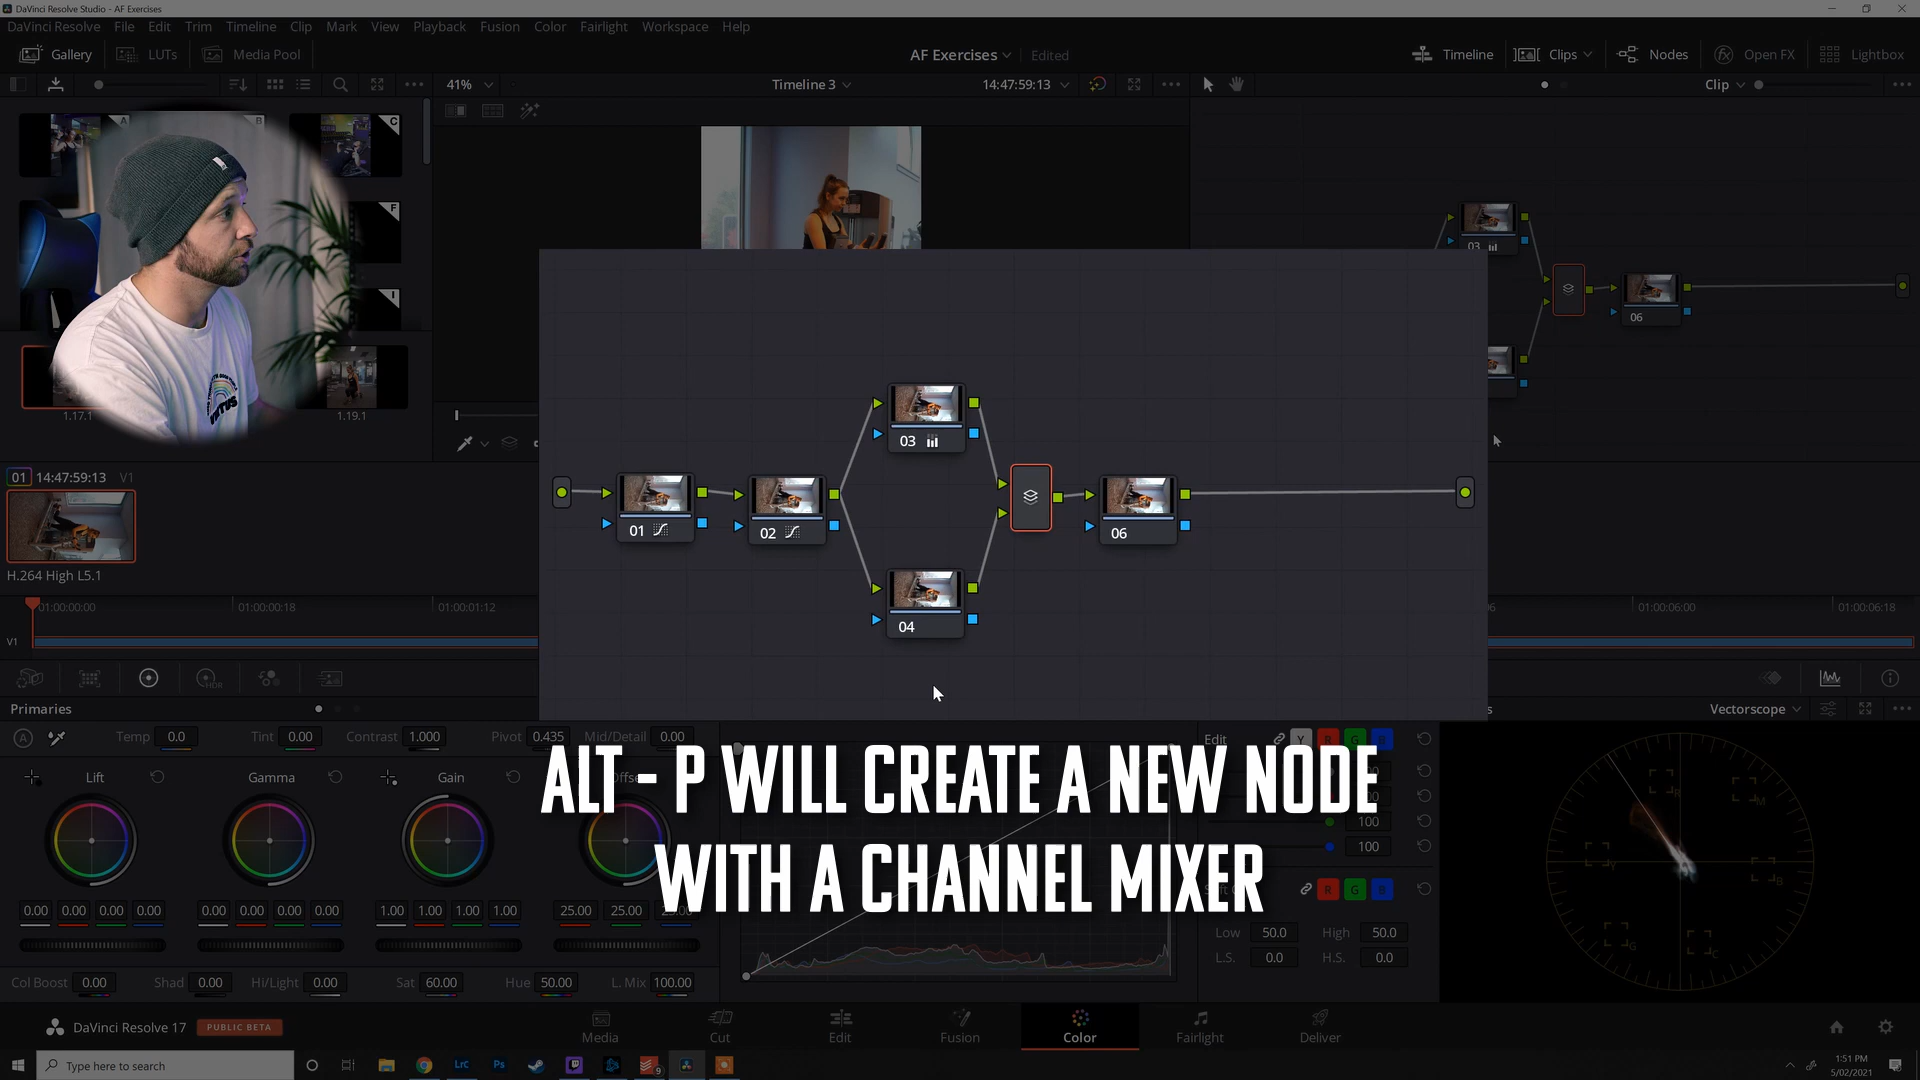 DaVinci Resolve Studio - AF Exercises
DaVinci Resolve File Edit Trim Timeline Clip Mark View Playback Fusion Color Fairlight Workspace Help
Gallery LUTs Media Pool AF Exercises Edited Timeline Clips Nodes Open FX Lightbox
41% Timeline 3 14:47:59:13 Clip
A B C
F
I
1.17.1 1.19.1
03
06
03
01 02 06
04
01 14:47:59:13 V1
H.264 High L5.1
01:00:00:00 01:00:00:18 01:00:01:12 01:00:06:00 01:00:06:18
V1
HDR
Primaries Vectorscope
Temp 0.0 Tint 0.00 Contrast 1.000 Pivot 0.435 Mid/Detail 0.00 Edit Y R G B
Lift Gamma Gain Offset
ALT - P WILL CREATE A NEW NODE
WITH A CHANNEL MIXER
100
100
R G B
0.00 0.00 0.00 0.00 0.00 0.00 0.00 0.00 1.00 1.00 1.00 1.00 25.00 25.00 25.00
Low 50.0 High 50.0
L.S. 0.0 H.S. 0.0
Col Boost 0.00 Shad 0.00 Hi/Light 0.00 Sat 60.00 Hue 50.00 L. Mix 100.00
DaVinci Resolve 17 PUBLIC BETA
Media Cut Edit Fusion Color Fairlight Deliver
Type here to search Lrc Ps 9
1:51 PM
5/02/2021